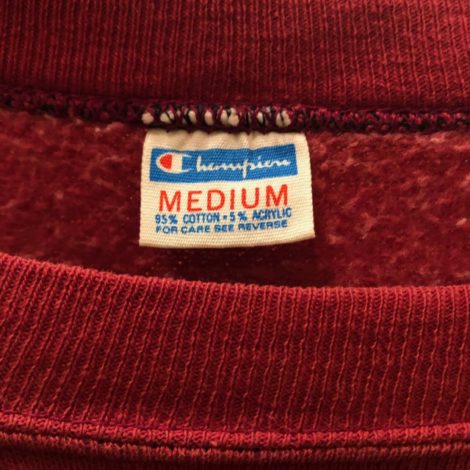 Champion
MEDIUM
95% COTTON • 5% ACRYLIC
FOR CARE SEE REVERSE